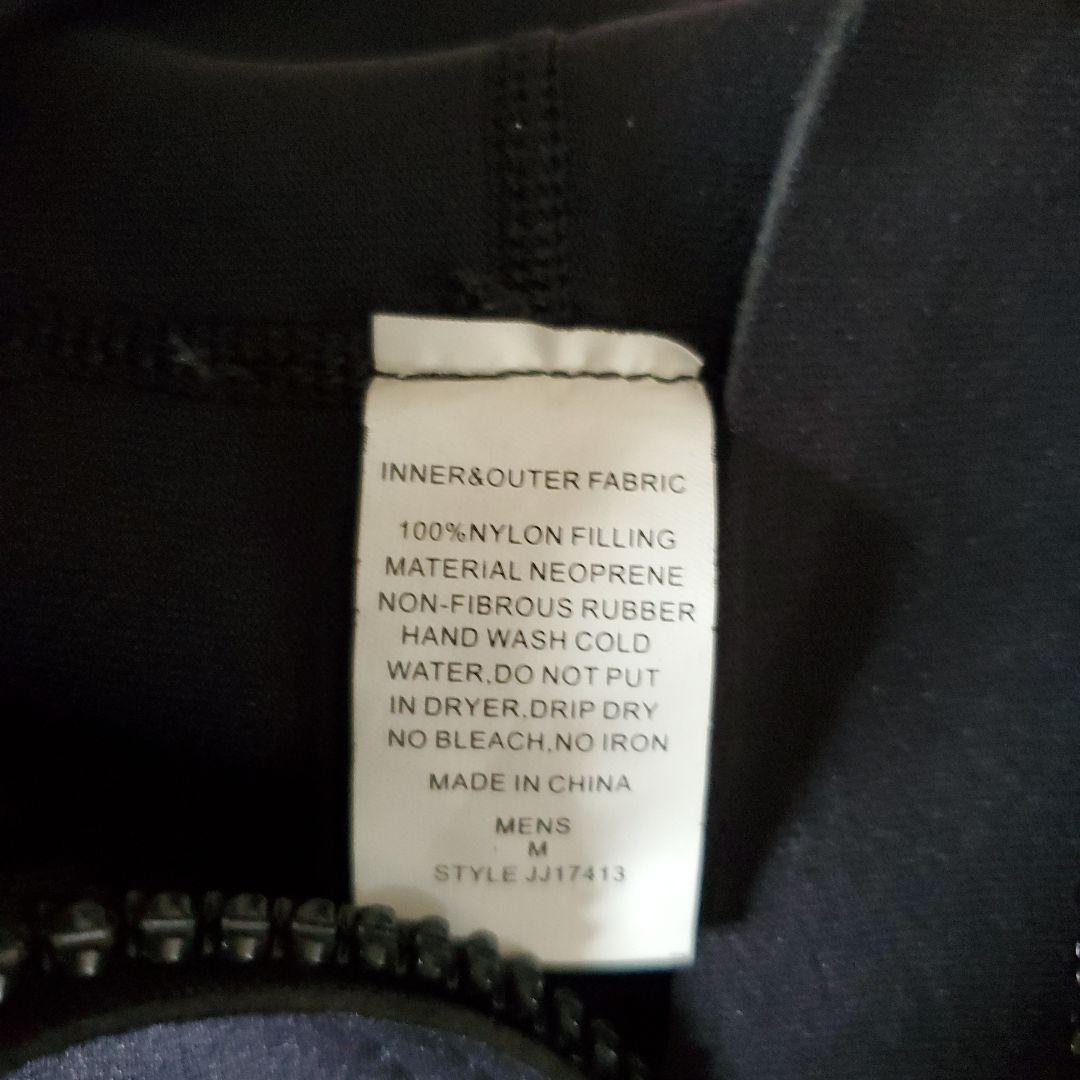 INNER&OUTER FABRIC
100%NYLON FILLING
MATERIAL NEOPRENE
NON-FIBROUS RUBBER
HAND WASH COLD
WATER,DO NOT PUT
IN DRYER,DRIP DRY
NO BLEACH,NO IRON
MADE IN CHINA
MENS
M
STYLE JJ17413